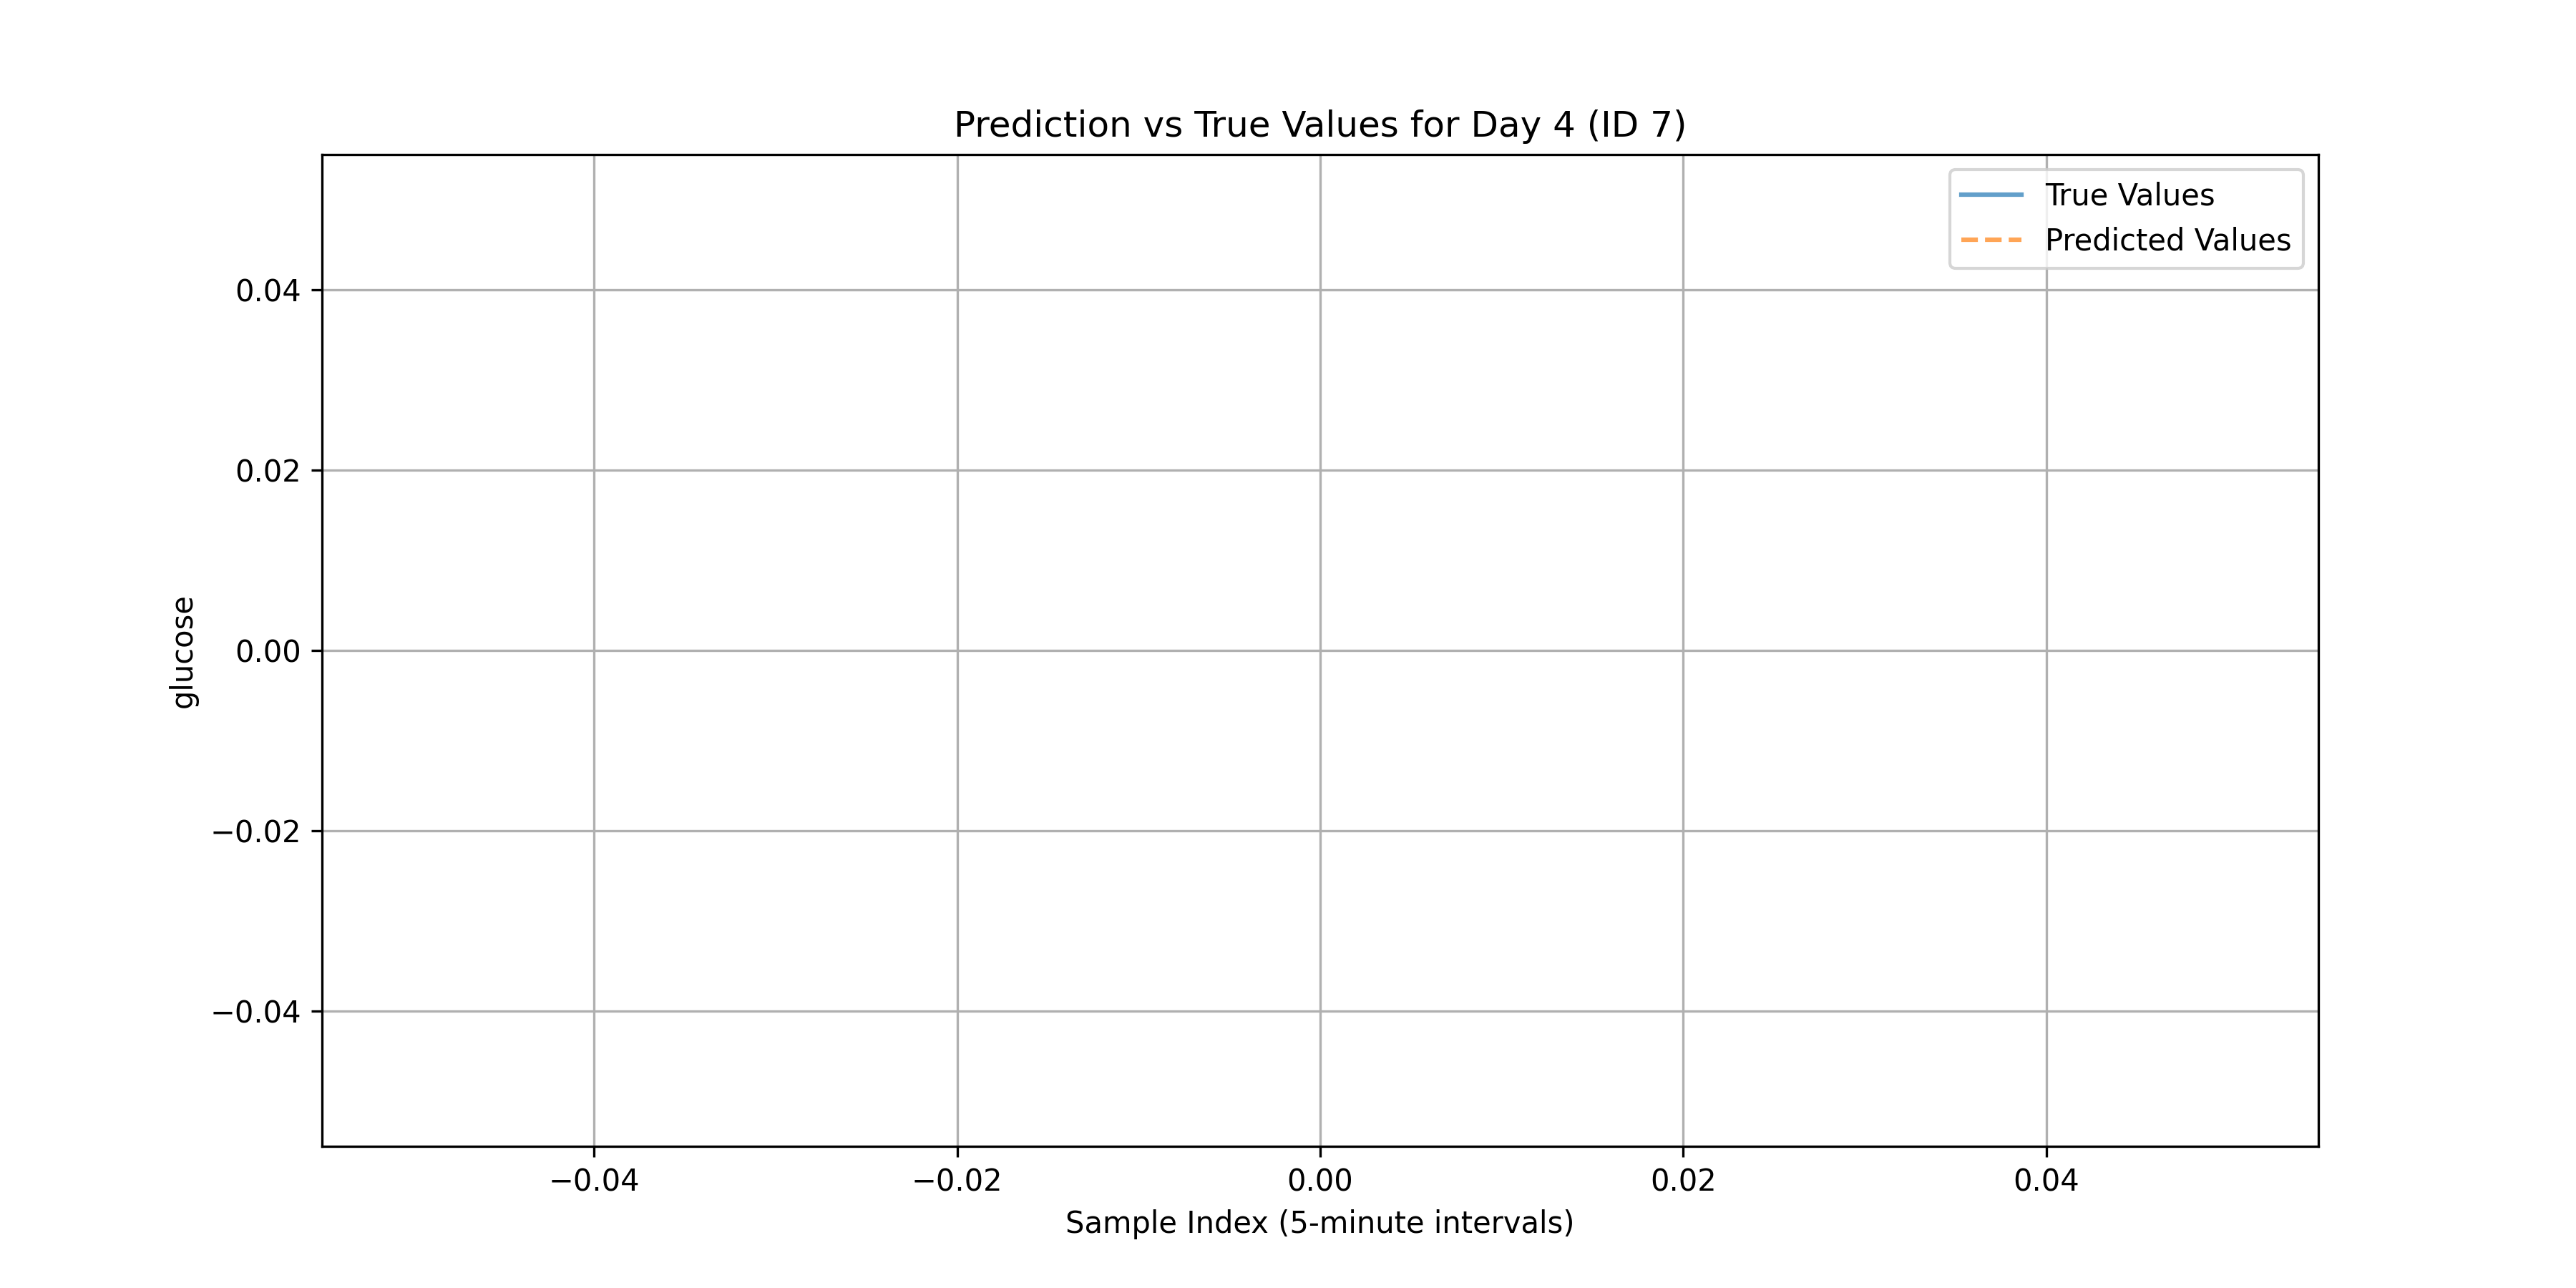 Prediction vs True Values for Day 4 (ID 7)
True Values
Predicted Values
0.04
0.02
0.00
−0.02
−0.04
glucose
−0.04
−0.02
0.00
0.02
0.04
Sample Index (5-minute intervals)